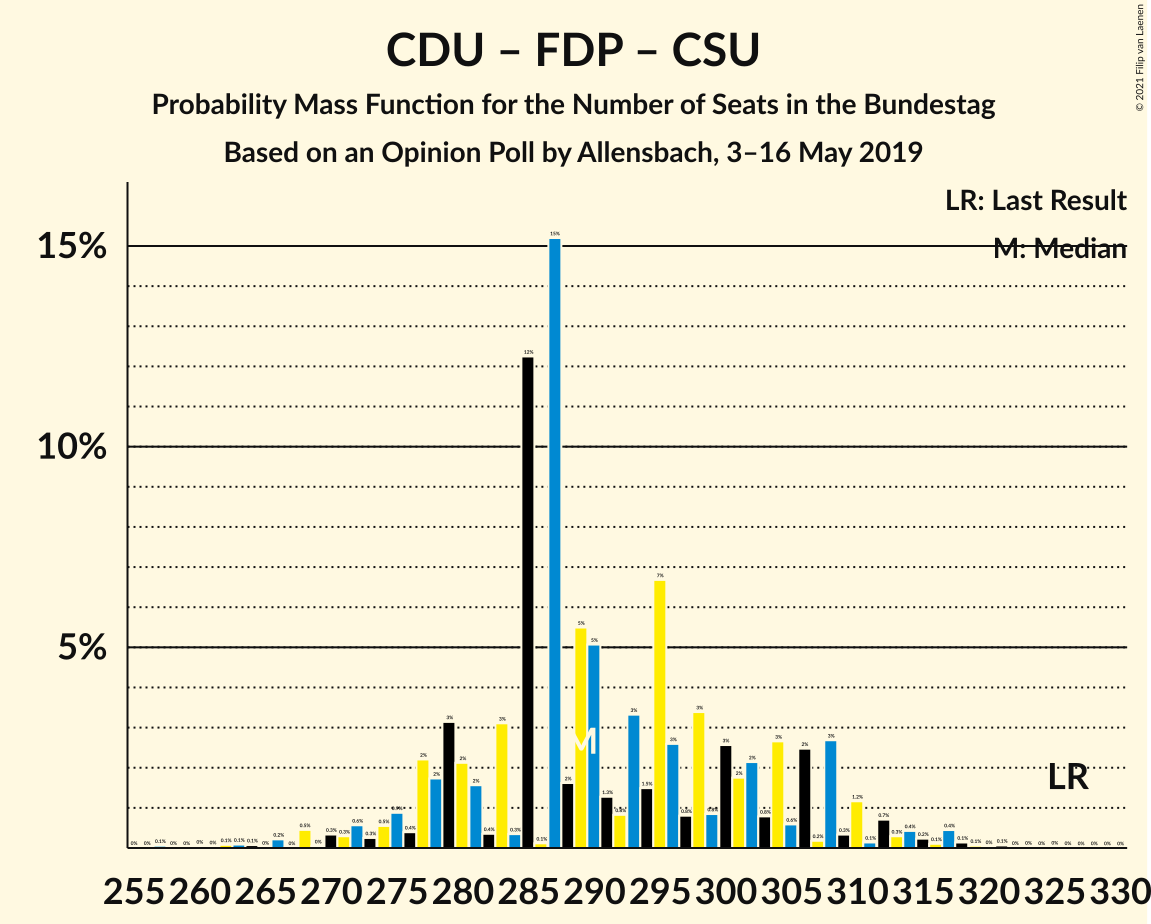 CDU – FDP – CSU
Probability Mass Function for the Number of Seats in the Bundestag
Based on an Opinion Poll by Allensbach, 3–16 May 2019
© 2021 Filip van Laenen
LR: Last Result
M: Median
15%
10%
5%
M
LR
255 260 265 270 275 280 285 290 295 300 305 310 315 320 325 330